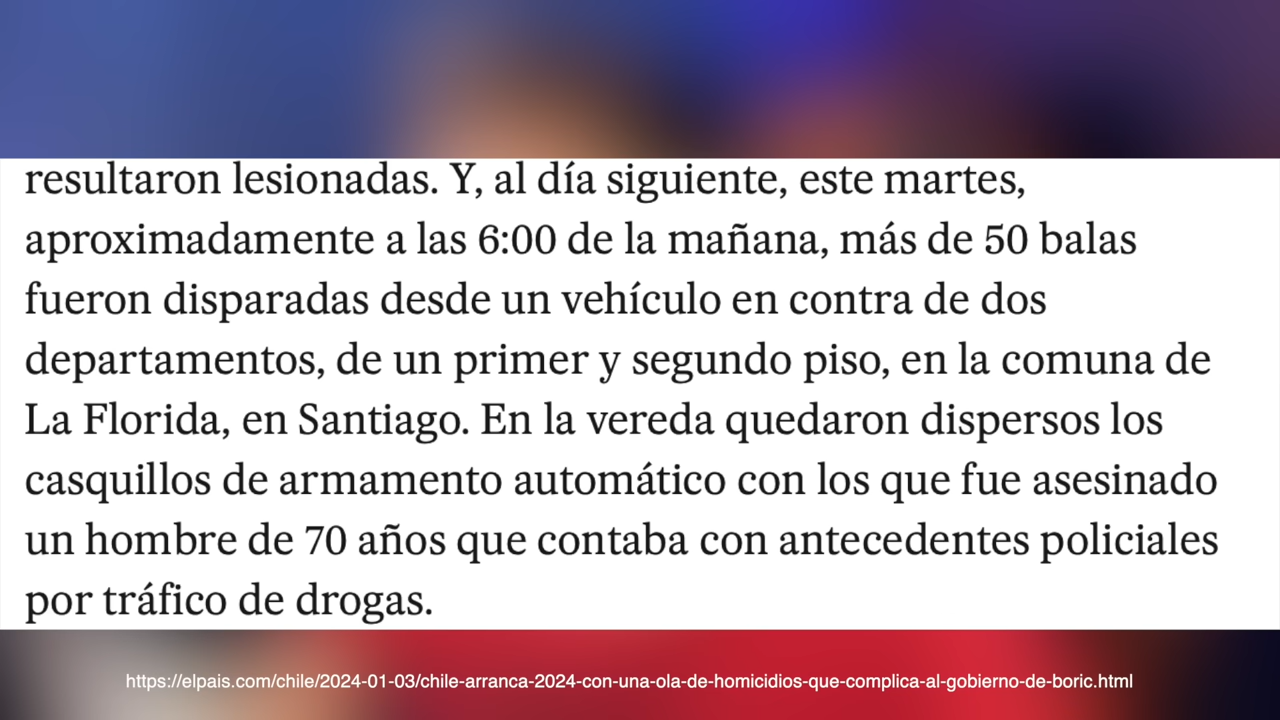 resultaron lesionadas. Y, al día siguiente, este martes,
aproximadamente a las 6:00 de la mañana, más de 50 balas
fueron disparadas desde un vehículo en contra de dos
departamentos, de un primer y segundo piso, en la comuna de
La Florida, en Santiago. En la vereda quedaron dispersos los
casquillos de armamento automático con los que fue asesinado
un hombre de 70 años que contaba con antecedentes policiales
por tráfico de drogas.
https://elpais.com/chile/2024-01-03/chile-arranca-2024-con-una-ola-de-homicidios-que-complica-al-gobierno-de-boric.html